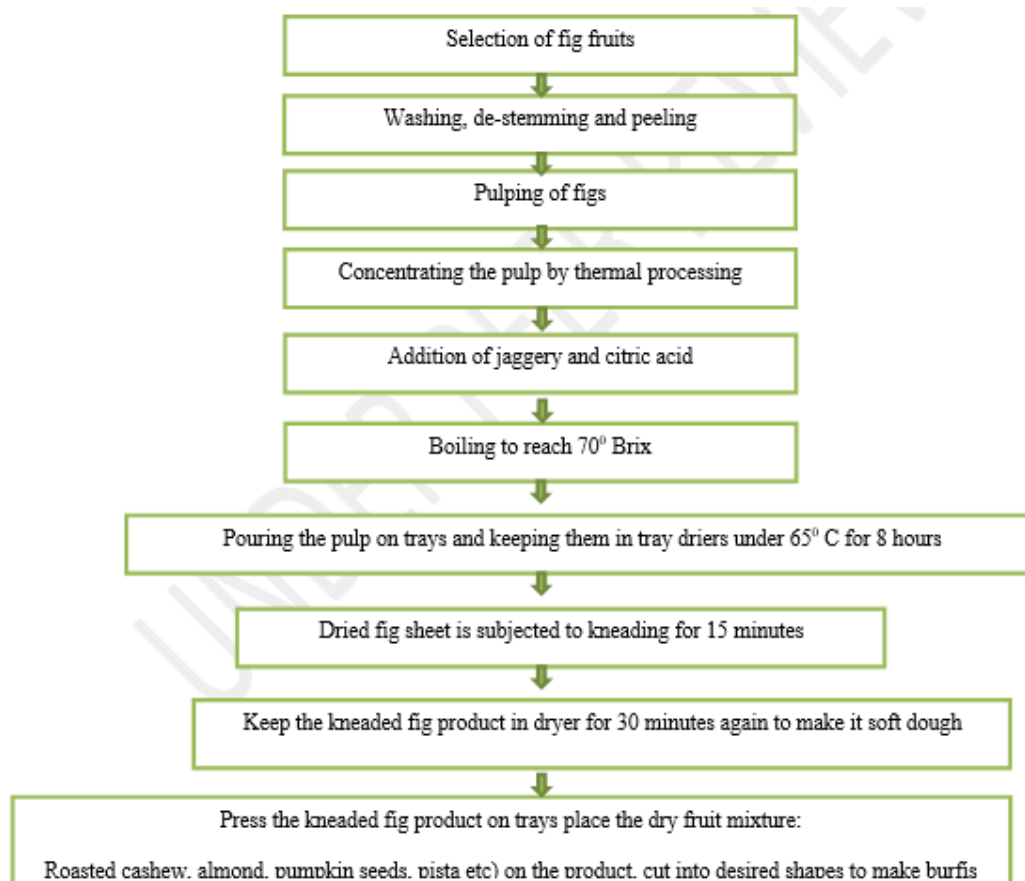 Selection of fig fruits
Washing, de-stemming and peeling
Pulping of figs
Concentrating the pulp by thermal processing
Addition of jaggery and citric acid
Boiling to reach 70⁰ Brix
Pouring the pulp on trays and keeping them in tray driers under 65⁰ C for 8 hours
Dried fig sheet is subjected to kneading for 15 minutes
Keep the kneaded fig product in dryer for 30 minutes again to make it soft dough
Press the kneaded fig product on trays place the dry fruit mixture:
Roasted cashew, almond, pumpkin seeds, pista etc) on the product, cut into desired shapes to make burfis
UNDER PEER REVIEW